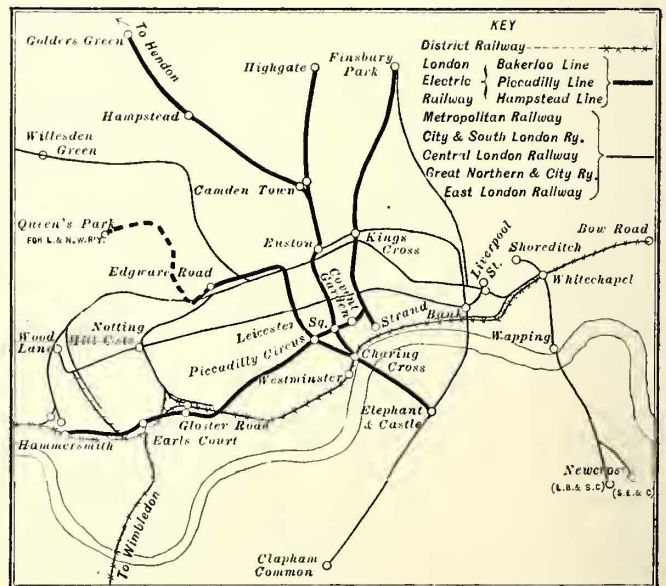 KEY
District Railway
London
Electric
Railway
Bakerloo Line
Piccadilly Line
Hampstead Line
Metropolitan Railway
City & South London Ry.
Central London Railway
Great Northern & City Ry.
East London Railway
To Hendon
Golders Green
Highgate
Finsbury
Park
Hampstead
Willesden
Green
Camden Town
Queen's Park
FOR L. & N.W.R'Y.
Euston
Kings
Cross
Bow Road
Shoreditch
Liverpool
St.
Whitechapel
Edgware Road
Covent
Garden
Strand
Bank
Leicester
Sq.
Notting
Hill Gate
Wood
Lane
Piccadilly Circus
Wapping
Charing
Cross
Westminster
Elephant
& Castle
Gloster Road
Earls Court
Hammersmith
Newcross
(L.B.& S.C)
(S.E.& C)
To Wimbledon
Clapham
Common